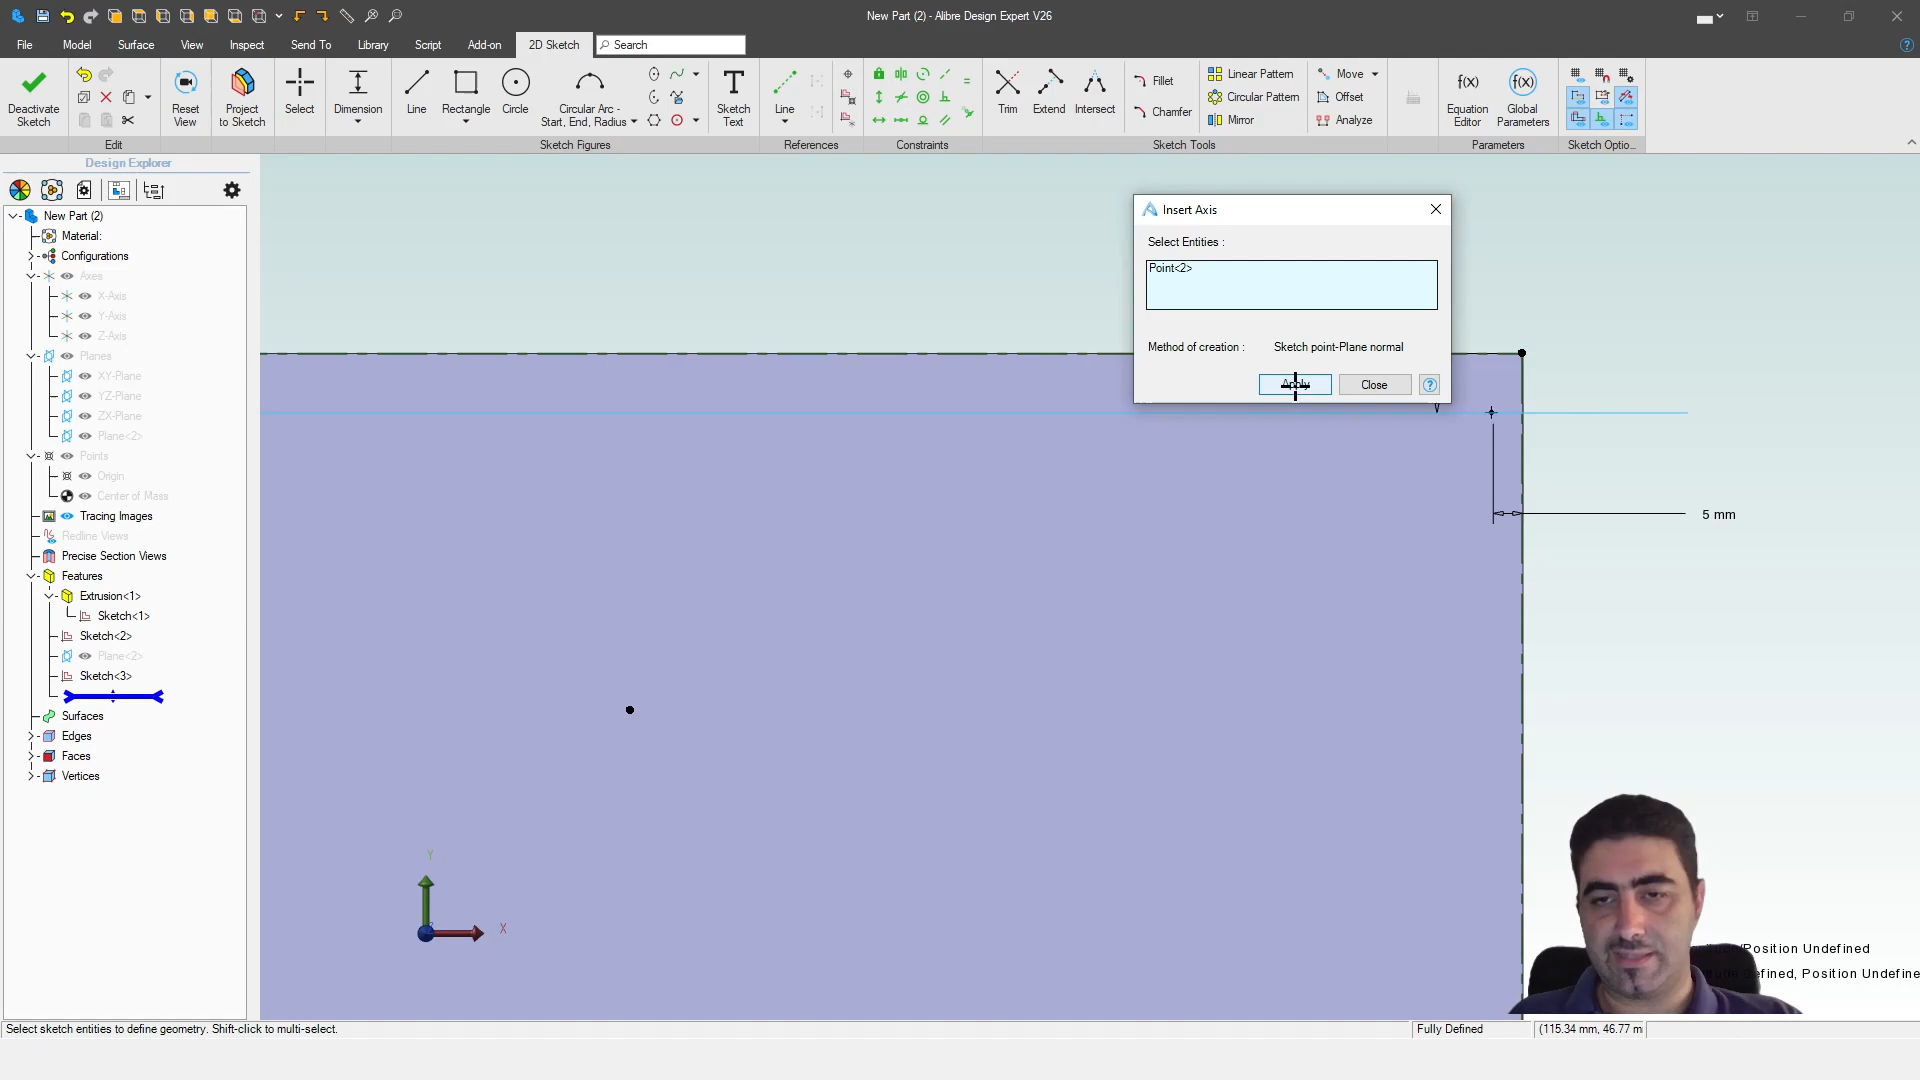 New Part (2) - Alibre Design Expert V26
File Model Surface View Inspect Send To Library Script Add-on 2D Sketch Search
Deactivate Sketch
Reset View
Project to Sketch
Select
Dimension
Line
Rectangle
Circle
Circular Arc - Start, End, Radius
Sketch Text
Line
Trim
Extend
Intersect
Fillet
Chamfer
Linear Pattern
Circular Pattern
Mirror
Move
Offset
Analyze
Equation Editor
Global Parameters
Edit
Sketch Figures
References
Constraints
Sketch Tools
Parameters
Sketch Optio...
Design Explorer
New Part (2)
Material:
Configurations
Axes
X-Axis
Y-Axis
Z-Axis
Planes
XY-Plane
YZ-Plane
ZX-Plane
Plane<2>
Points
Origin
Center of Mass
Tracing Images
Redline Views
Precise Section Views
Features
Extrusion<1>
Sketch<1>
Sketch<2>
Plane<2>
Sketch<3>
Surfaces
Edges
Faces
Vertices
Insert Axis
Select Entities :
Point<2>
Method of creation : Sketch point-Plane normal
Apply Close
5 mm
Y
X
Position Undefined
efined, Position Undefine
Select sketch entities to define geometry. Shift-click to multi-select.
Fully Defined
(115.34 mm, 46.77 m